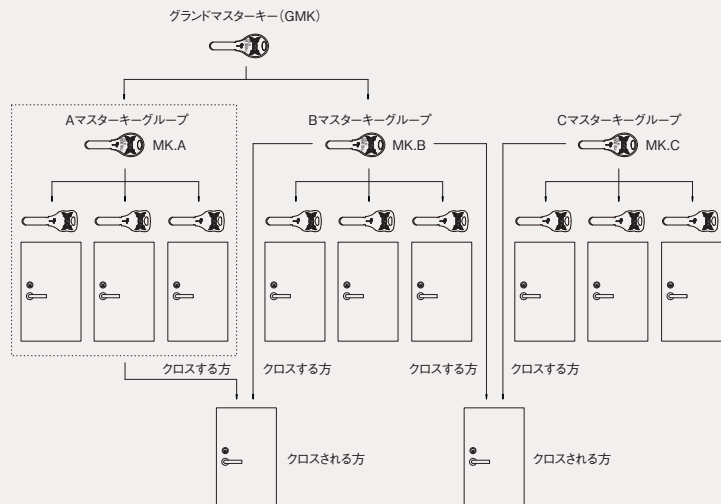 グランドマスターキー(GMK)
Aマスターキーグループ
Bマスターキーグループ
Cマスターキーグループ
MK.A
MK.B
MK.C
クロスする方
クロスする方
クロスする方
クロスする方
クロスされる方
クロスされる方